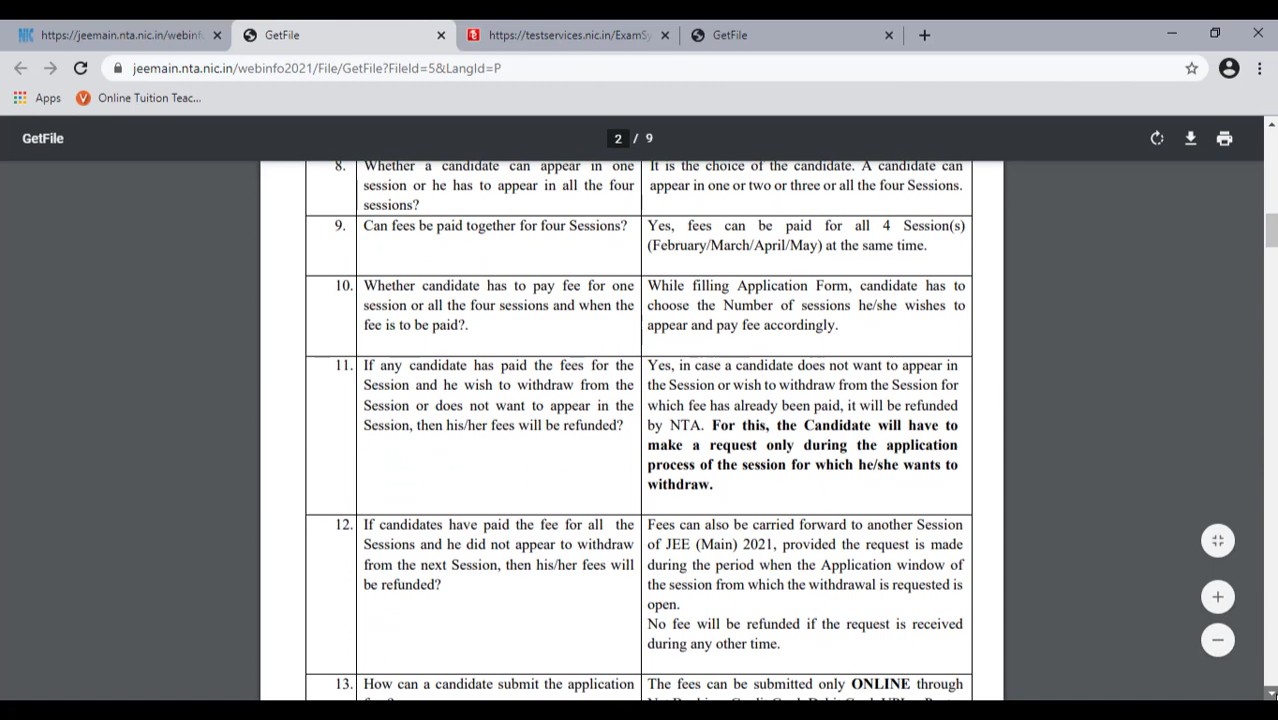 https://jeemain.nta.nic.in/webinfo
GetFile
https://testservices.nic.in/ExamSy
GetFile
jeemain.nta.nic.in/webinfo2021/File/GetFile?FileId=5&LangId=P
Apps
Online Tuition Teac...
GetFile
2 / 9
8. Whether a candidate can appear in one
session or he has to appear in all the four
sessions?
It is the choice of the candidate. A candidate can
appear in one or two or three or all the four Sessions.
9. Can fees be paid together for four Sessions?
Yes, fees can be paid for all 4 Session(s)
(February/March/April/May) at the same time.
10. Whether candidate has to pay fee for one
session or all the four sessions and when the
fee is to be paid?.
While filling Application Form, candidate has to
choose the Number of sessions he/she wishes to
appear and pay fee accordingly.
11. If any candidate has paid the fees for the
Session and he wish to withdraw from the
Session or does not want to appear in the
Session, then his/her fees will be refunded?
Yes, in case a candidate does not want to appear in
the Session or wish to withdraw from the Session for
which fee has already been paid, it will be refunded
by NTA. For this, the Candidate will have to
make a request only during the application
process of the session for which he/she wants to
withdraw.
12. If candidates have paid the fee for all the
Sessions and he did not appear to withdraw
from the next Session, then his/her fees will
be refunded?
Fees can also be carried forward to another Session
of JEE (Main) 2021, provided the request is made
during the period when the Application window of
the session from which the withdrawal is requested is
open.
No fee will be refunded if the request is received
during any other time.
13. How can a candidate submit the application
The fees can be submitted only ONLINE through